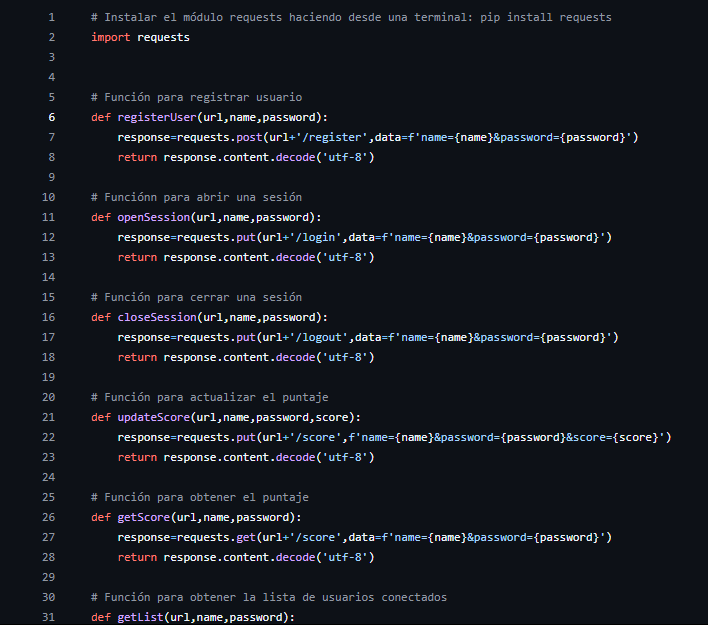 1 # Instalar el módulo requests haciendo desde una terminal: pip install requests
2 import requests
3
4
5 # Función para registrar usuario
6 def registerUser(url,name,password):
7 response=requests.post(url+'/register',data=f'name={name}&password={password}')
8 return response.content.decode('utf-8')
9
10 # Funciónn para abrir una sesión
11 def openSession(url,name,password):
12 response=requests.put(url+'/login',data=f'name={name}&password={password}')
13 return response.content.decode('utf-8')
14
15 # Función para cerrar una sesión
16 def closeSession(url,name,password):
17 response=requests.put(url+'/logout',data=f'name={name}&password={password}')
18 return response.content.decode('utf-8')
19
20 # Función para actualizar el puntaje
21 def updateScore(url,name,password,score):
22 response=requests.put(url+'/score',f'name={name}&password={password}&score={score}')
23 return response.content.decode('utf-8')
24
25 # Función para obtener el puntaje
26 def getScore(url,name,password):
27 response=requests.get(url+'/score',data=f'name={name}&password={password}')
28 return response.content.decode('utf-8')
29
30 # Función para obtener la lista de usuarios conectados
31 def getList(url,name,password):